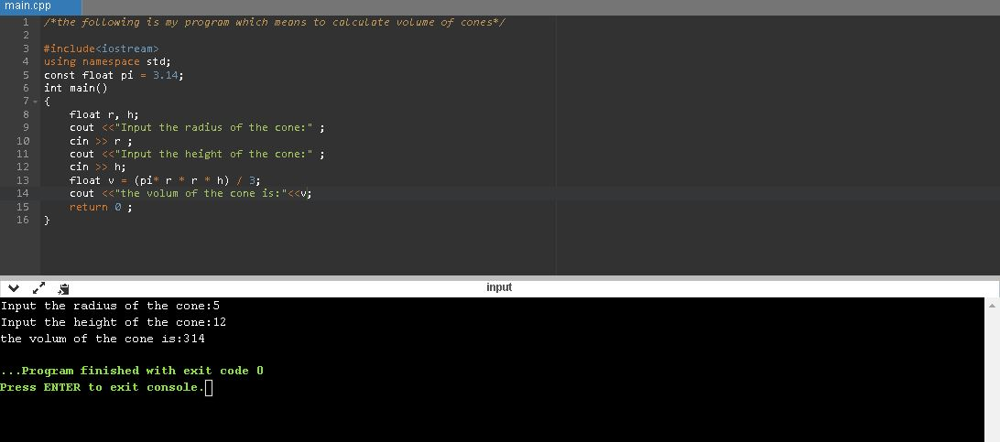 main.cpp
1 /*the following is my program which means to calculate volume of cones*/
2
3 #include<iostream>
4 using namespace std;
5 const float pi = 3.14;
6 int main()
7 {
8 float r, h;
9 cout <<"Input the radius of the cone:" ;
10 cin >> r ;
11 cout <<"Input the height of the cone:" ;
12 cin >> h;
13 float v = (pi* r * r * h) / 3;
14 cout <<"the volum of the cone is:"<<v;
15 return 0 ;
16 }
input
Input the radius of the cone:5
Input the height of the cone:12
the volum of the cone is:314
...Program finished with exit code 0
Press ENTER to exit console.